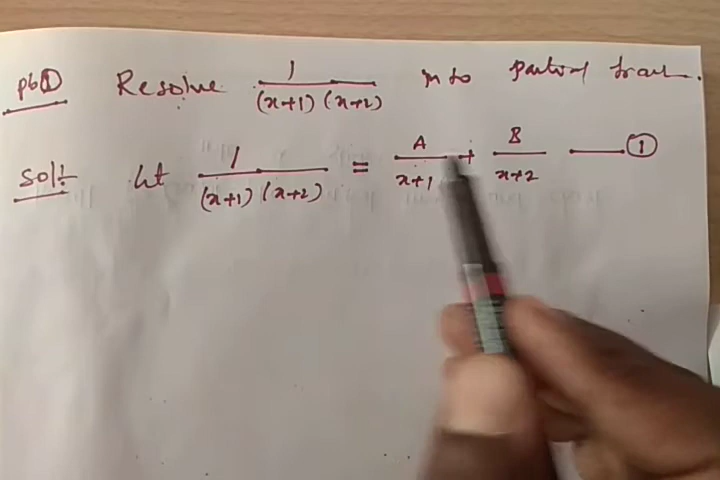 pb① Resolve 1/(x+1)(x+2) into partial fract.
Sol: Let 1/(x+1)(x+2) = A/x+1 + B/x+2 —— ①